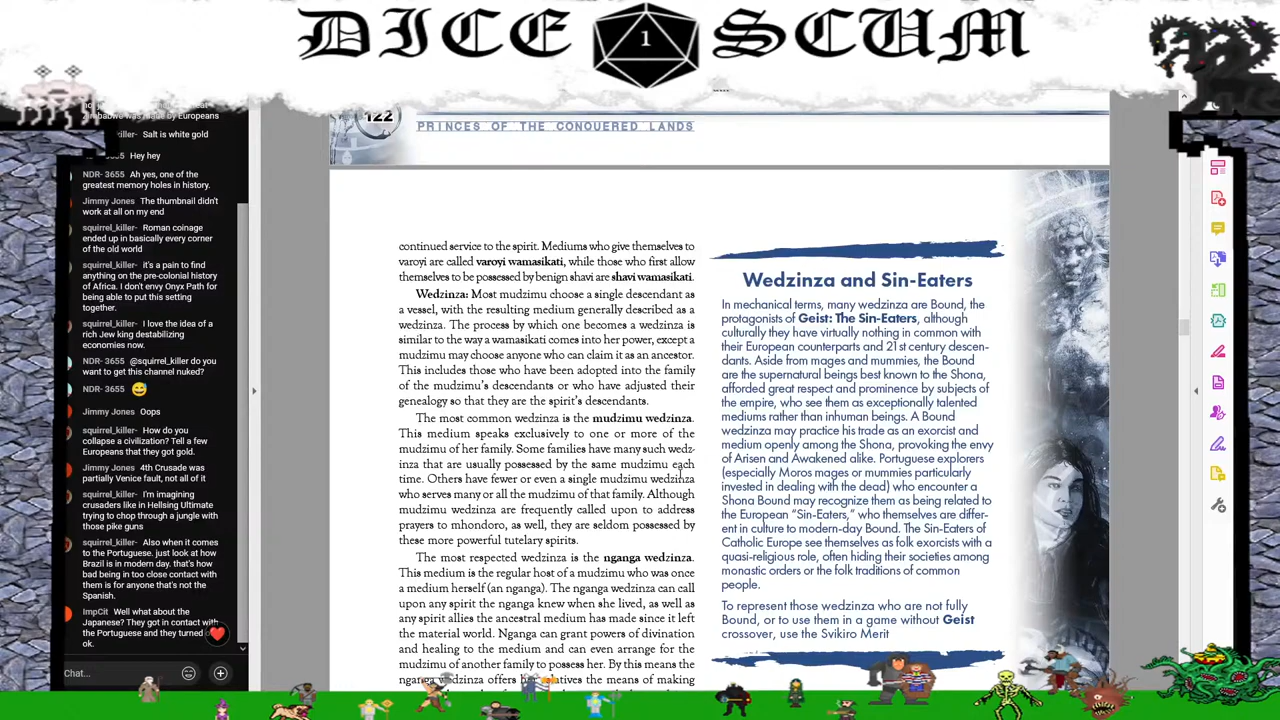 DICE SCUM
1
Zimbabwe was made by Europeans
killer- Salt is white gold
3655 Hey hey
NDR- 3655 Ah yes, one of the
greatest memory holes in history.
Jimmy Jones The thumbnail didn't
work at all on my end
squirrel_killer- Roman coinage
ended up in basically every corner
of the old world
squirrel_killer- it's a pain to find
anything on the pre-colonial history
of Africa. I don't envy Onyx Path for
being able to put this setting
together.
squirrel_killer- I love the idea of a
rich Jew king destabilizing
economies now.
NDR- 3655 @squirrel_killer do you
want to get this channel nuked?
NDR- 3655 😅
Jimmy Jones Oops
squirrel_killer- How do you
collapse a civilization? Tell a few
Europeans that they got gold.
Jimmy Jones 4th Crusade was
partially Venice fault, not all of it
squirrel_killer- I'm imagining
crusaders like in Hellsing Ultimate
trying to chop through a jungle with
those pike guns
squirrel_killer- Also when it comes
to the Portuguese. just look at how
Brazil is in modern day. that's how
bad being in too close contact with
them is for anyone that's not the
Spanish.
ImpCit Well what about the
Japanese? They got in contact with
the Portuguese and they turned
ok.
Chat...
122
PRINCES OF THE CONQUERED LANDS
continued service to the spirit. Mediums who give themselves to
varoyi are called varoyi wamasikati, while those who first allow
themselves to be possessed by benign shavi are shavi wamasikati.
Wedzinza: Most mudzimu choose a single descendant as
a vessel, with the resulting medium generally described as a
wedzinza. The process by which one becomes a wedzinza is
similar to the way a wamasikati comes into her power, except a
mudzimu may choose anyone who can claim it as an ancestor.
This includes those who have been adopted into the family
of the mudzimu's descendants or who have adjusted their
genealogy so that they are the spirit's descendants.
The most common wedzinza is the mudzimu wedzinza.
This medium speaks exclusively to one or more of the
mudzimu of her family. Some families have many such wedz-
inza that are usually possessed by the same mudzimu each
time. Others have fewer or even a single mudzimu wedzinza
who serves many or all the mudzimu of that family. Although
mudzimu wedzinza are frequently called upon to address
prayers to mhondoro, as well, they are seldom possessed by
these more powerful tutelary spirits.
The most respected wedzinza is the nganga wedzinza.
This medium is the regular host of a mudzimu who was once
a medium herself (an nganga). The nganga wedzinza can call
upon any spirit the nganga knew when she lived, as well as
any spirit allies the ancestral medium has made since it left
the material world. Nganga can grant powers of divination
and healing to the medium and can even arrange for the
mudzimu of another family to possess her. By this means the
nganga wedzinza offers the means of making
Wedzinza and Sin-Eaters
In mechanical terms, many wedzinza are Bound, the
protagonists of Geist: The Sin-Eaters, although
culturally they have virtually nothing in common with
their European counterparts and 21st century descen-
dants. Aside from mages and mummies, the Bound
are the supernatural beings best known to the Shona,
afforded great respect and prominence by subjects of
the empire, who see them as exceptionally talented
mediums rather than inhuman beings. A Bound
wedzinza may practice his trade as an exorcist and
medium openly among the Shona, provoking the envy
of Arisen and Awakened alike. Portuguese explorers
(especially Moros mages or mummies particularly
invested in dealing with the dead) who encounter a
Shona Bound may recognize them as being related to
the European "Sin-Eaters," who themselves are differ-
ent in culture to modern-day Bound. The Sin-Eaters of
Catholic Europe see themselves as folk exorcists with a
quasi-religious role, often hiding their societies among
monastic orders or the folk traditions of common
people.
To represent those wedzinza who are not fully
Bound, or to use them in a game without Geist
crossover, use the Svikiro Merit